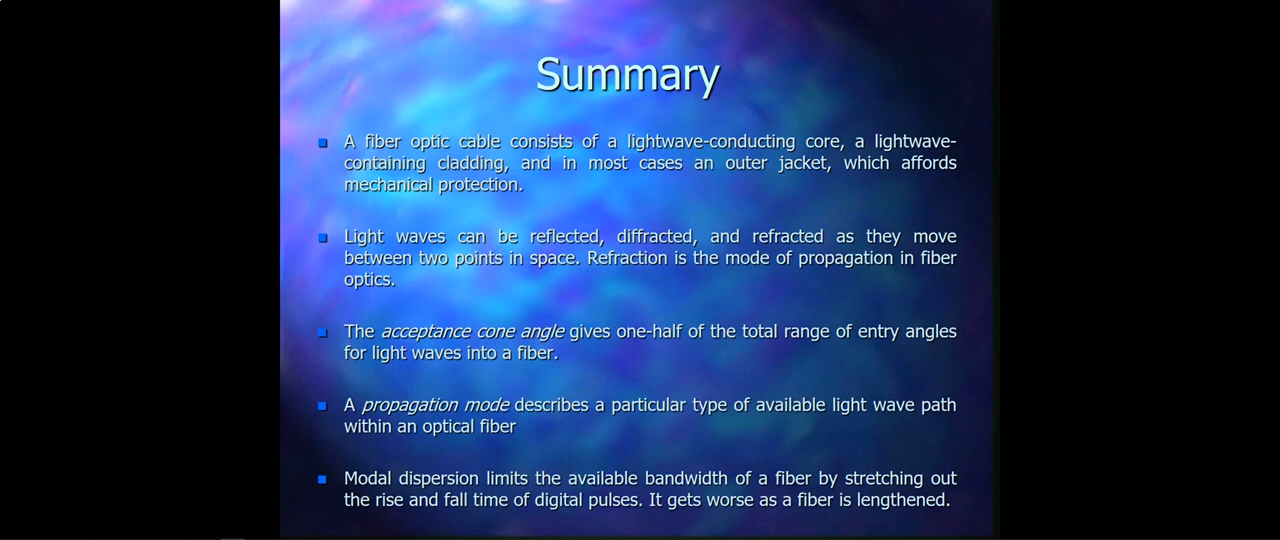 Summary
A fiber optic cable consists of a lightwave-conducting core, a lightwave-
containing cladding, and in most cases an outer jacket, which affords
mechanical protection.
Light waves can be reflected, diffracted, and refracted as they move
between two points in space. Refraction is the mode of propagation in fiber
optics.
The acceptance cone angle gives one-half of the total range of entry angles
for light waves into a fiber.
A propagation mode describes a particular type of available light wave path
within an optical fiber
Modal dispersion limits the available bandwidth of a fiber by stretching out
the rise and fall time of digital pulses. It gets worse as a fiber is lengthened.